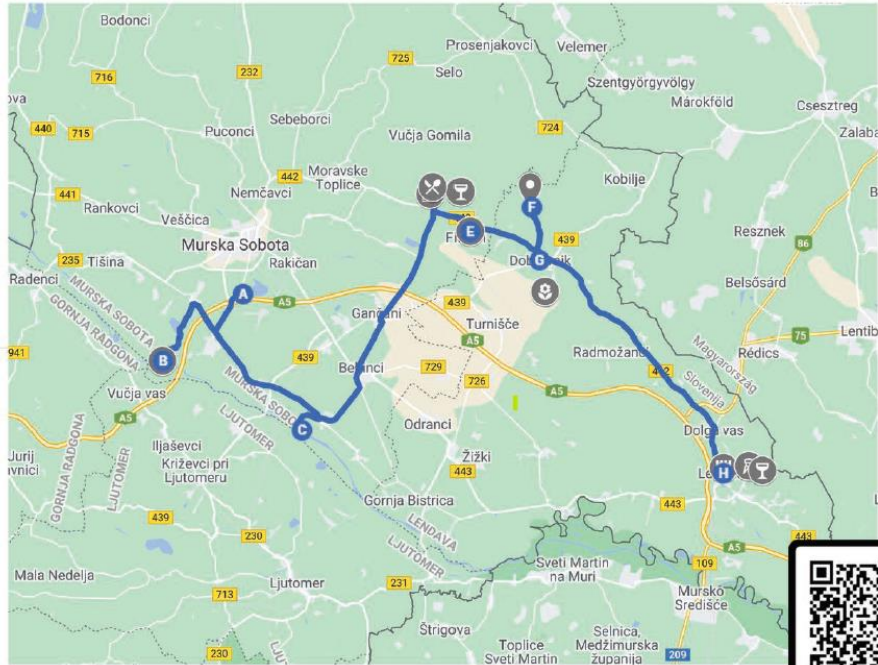 Bodonci
232
Prosenjakovci
Velemer
725
Selo
716
Szentgyörgyvölgy
Csesztreg
Márokföld
Sebeborci
440
715
Puconci
Vučja Gomila
724
Zalaba
442
Moravske
Toplice
441
Nemčavci
Kobilje
Rankovci
Veščica
F
E
Murska Sobota
439
Resznek
86
235
Tišina
Rakičan
G
Radenci
A
A5
Belsősárd
MURSKA SOBOTA
GORNJA RADGONA
439
Gančani
Turnišče
75
Lentib
941
B
439
729
Radmožanci
Rédics
Magyarország
Slovenija
726
Vučja vas
MURSKA SOBOTA
LJUTOMER
A5
A5
C
Odranci
Dolga vas
Jurij
Iljaševci
Žižki
GORNJA RADGONA
LJUTOMER
Križevci pri
Ljutomeru
443
H
Gornja Bistrica
443
439
230
LENDAVA
LJUTOMER
443
A5
Sveti Martin
na Muri
109
Mala Nedelja
Ljutomer
231
713
Mursko
Središče
Štrigova
Selnica,
Medžimurska
županija
230
Toplice
Sveti Martin
209